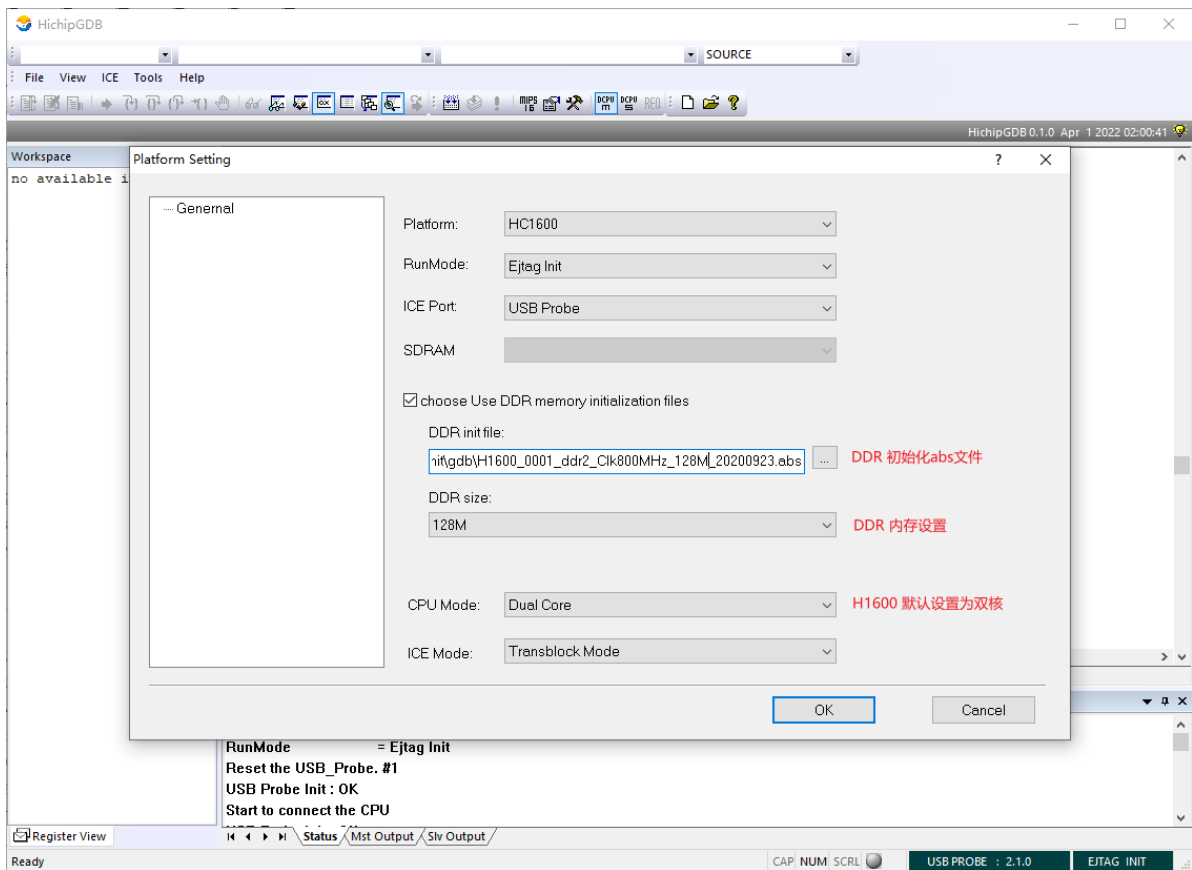 HichipGDB
SOURCE
File View ICE Tools Help
MIPS 16 DCPU m DCPU S REQ
HichipGDB 0.1.0 Apr 1 2022 02:00:41
Workspace
no available i
Platform Setting
?
Genernal
Platform: HC1600
RunMode: Ejtag Init
ICE Port: USB Probe
SDRAM
choose Use DDR memory initialization files
DDR init file:
nit\gdb\H1600_0001_ddr2_Clk800MHz_128M_20200923.abs ... DDR 初始化abs文件
DDR size:
128M DDR 内存设置
CPU Mode: Dual Core H1600 默认设置为双核
ICE Mode: Transblock Mode
OK Cancel
RunMode = Ejtag Init
Reset the USB_Probe. #1
USB Probe Init : OK
Start to connect the CPU
Register View Status Mst Output Slv Output
Ready CAP NUM SCRL USB PROBE : 2.1.0 EJTAG INIT